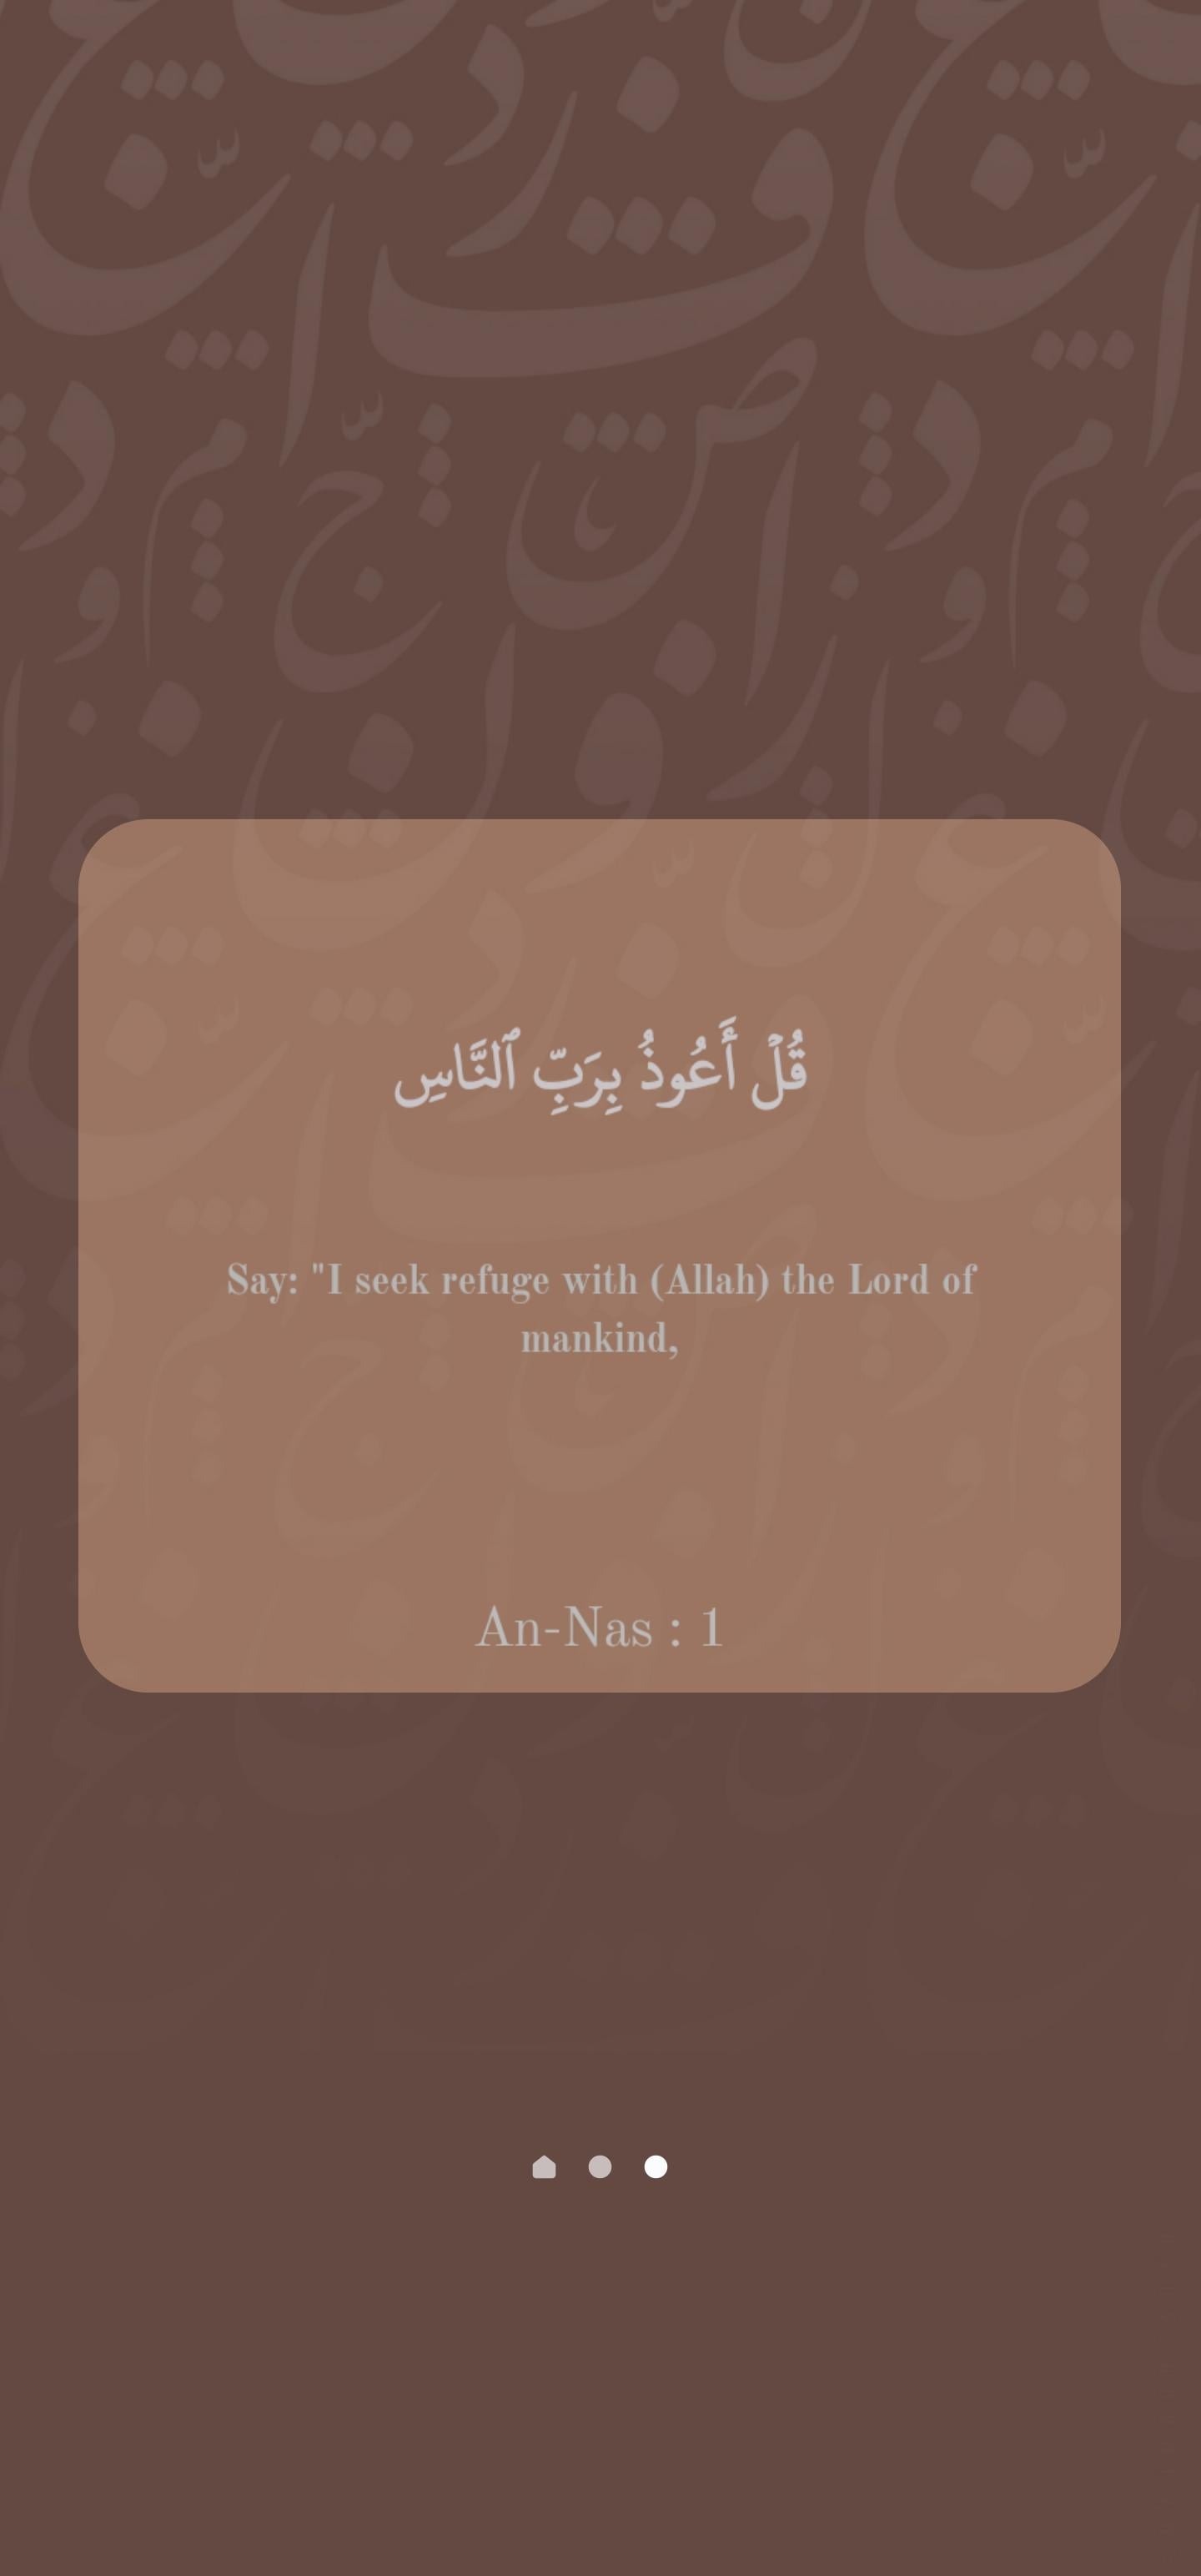 قُلْ أَعُوذُ بِرَبِّ ٱلنَّاسِ
Say: "I seek refuge with (Allah) the Lord of
mankind,
An-Nas : 1